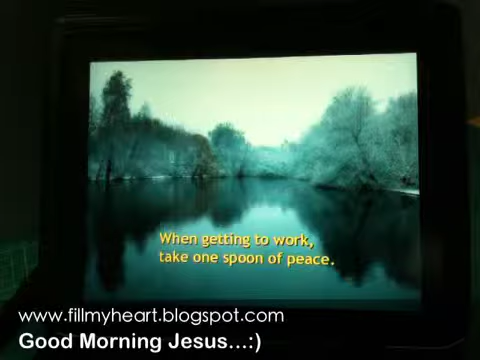 When getting to work,
take one spoon of peace.
www.fillmyheart.blogspot.com
Good Morning Jesus...:)